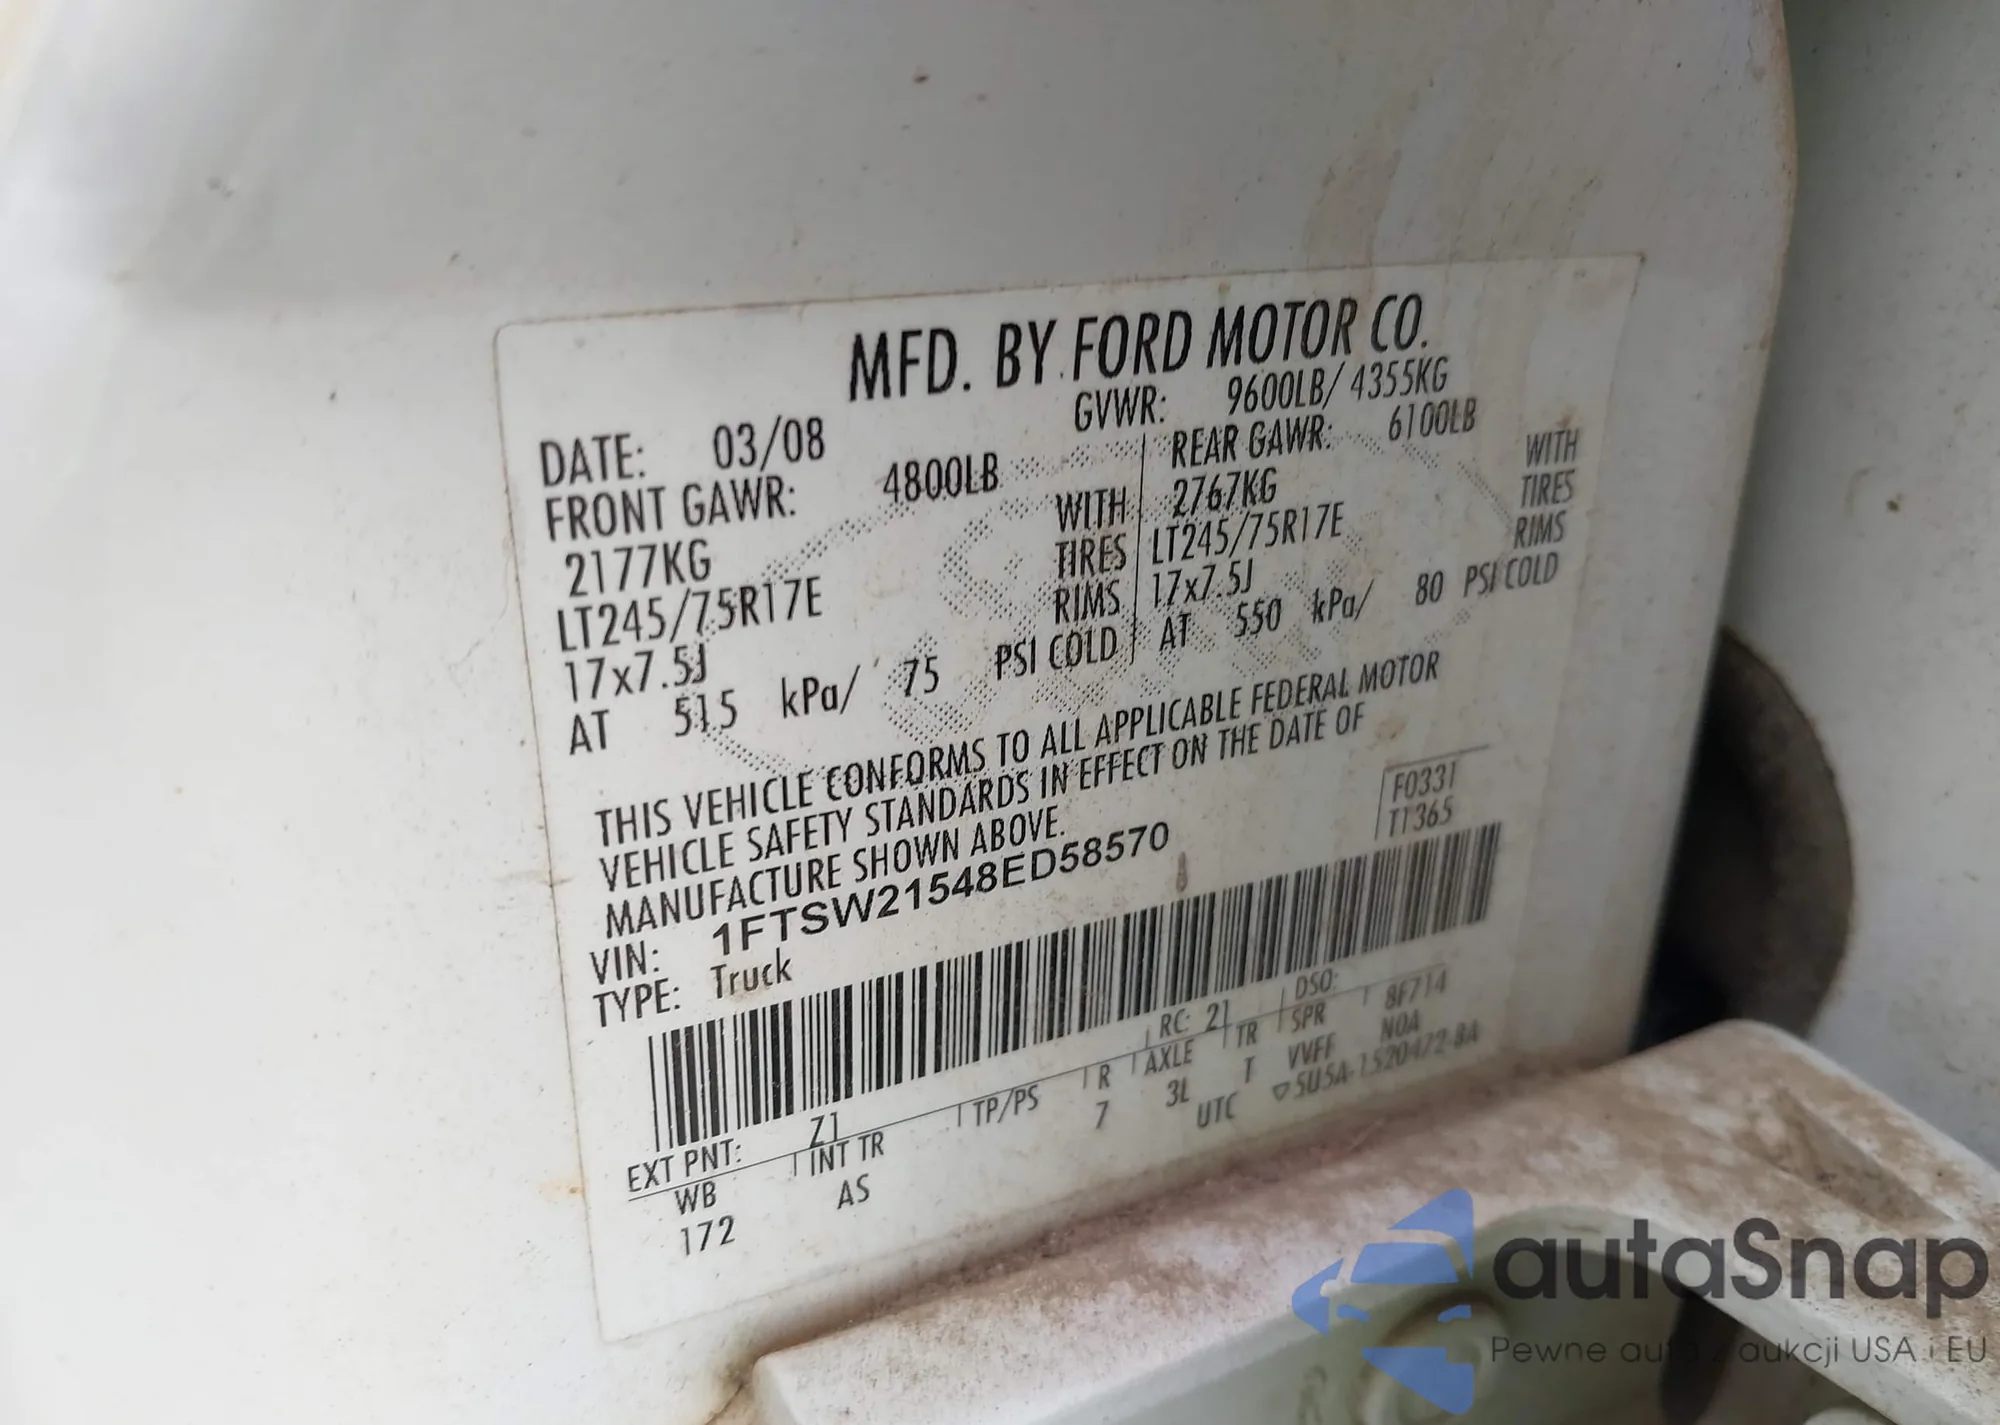 MFD. BY FORD MOTOR CO.
DATE: 03/08 GVWR: 9600LB/ 4355KG
FRONT GAWR: 4800LB REAR GAWR: 6100LB
2177KG WITH 2767KG WITH
LT245/75R17E TIRES LT245/75R17E TIRES
17x7.5J RIMS 17x7.5J RIMS
AT 515 kPa/ 75 PSI COLD AT 550 kPa/ 80 PSI COLD
THIS VEHICLE CONFORMS TO ALL APPLICABLE FEDERAL MOTOR
VEHICLE SAFETY STANDARDS IN EFFECT ON THE DATE OF
MANUFACTURE SHOWN ABOVE.
F0331
T1365
VIN: 1FTSW21548ED58570
TYPE: Truck
EXT PNT: Z1 RC: 21 DSO: 8F714
WB INT TR TP/PS R AXLE TR SPR NOA
172 AS 7 3L T VVFF
UTC ▽5U5A-1520472-BA
autaSnap
Pewne auta z aukcji USA i EU